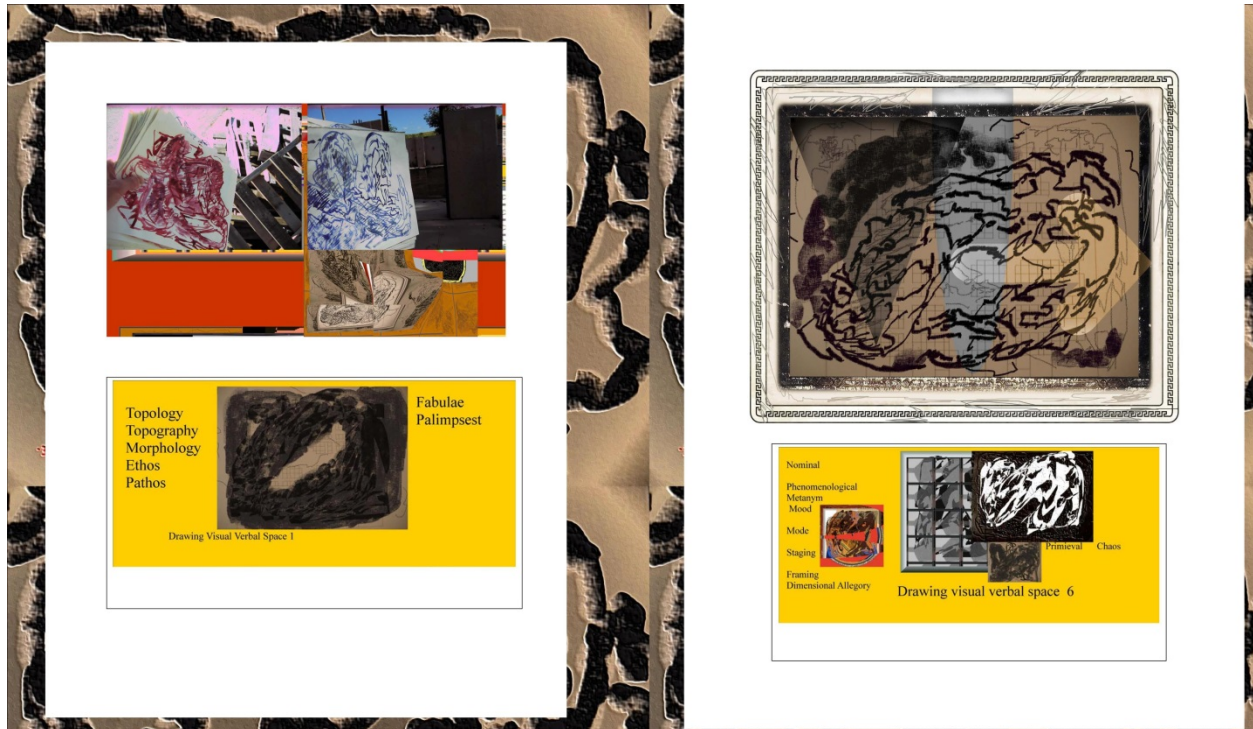 Topology
Topography
Morphology
Ethos
Pathos
Fabulae
Palimpsest
Drawing Visual Verbal Space 1
Nominal
Phenomenological
Metanym
Mood
Mode
Staging
Framing
Dimensional Allegory
Primieval Chaos
Drawing visual verbal space 6